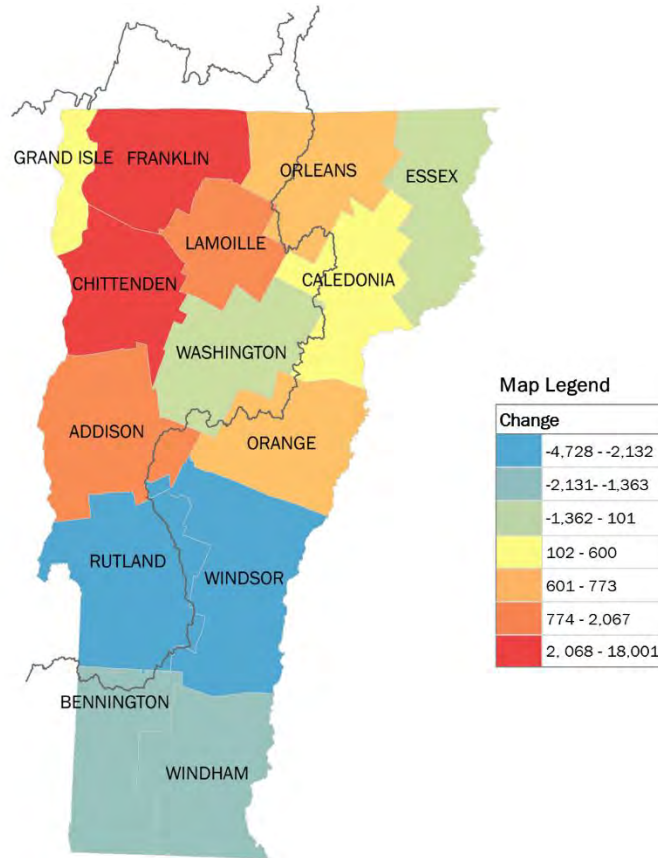 GRAND ISLE
FRANKLIN
ORLEANS
ESSEX
LAMOILLE
CHITTENDEN
CALEDONIA
WASHINGTON
ADDISON
ORANGE
RUTLAND
WINDSOR
BENNINGTON
WINDHAM
Map Legend
Change
-4,728 - -2,132
-2,131- -1,363
-1,362 - 101
102 - 600
601 - 773
774 - 2,067
2, 068 - 18,001